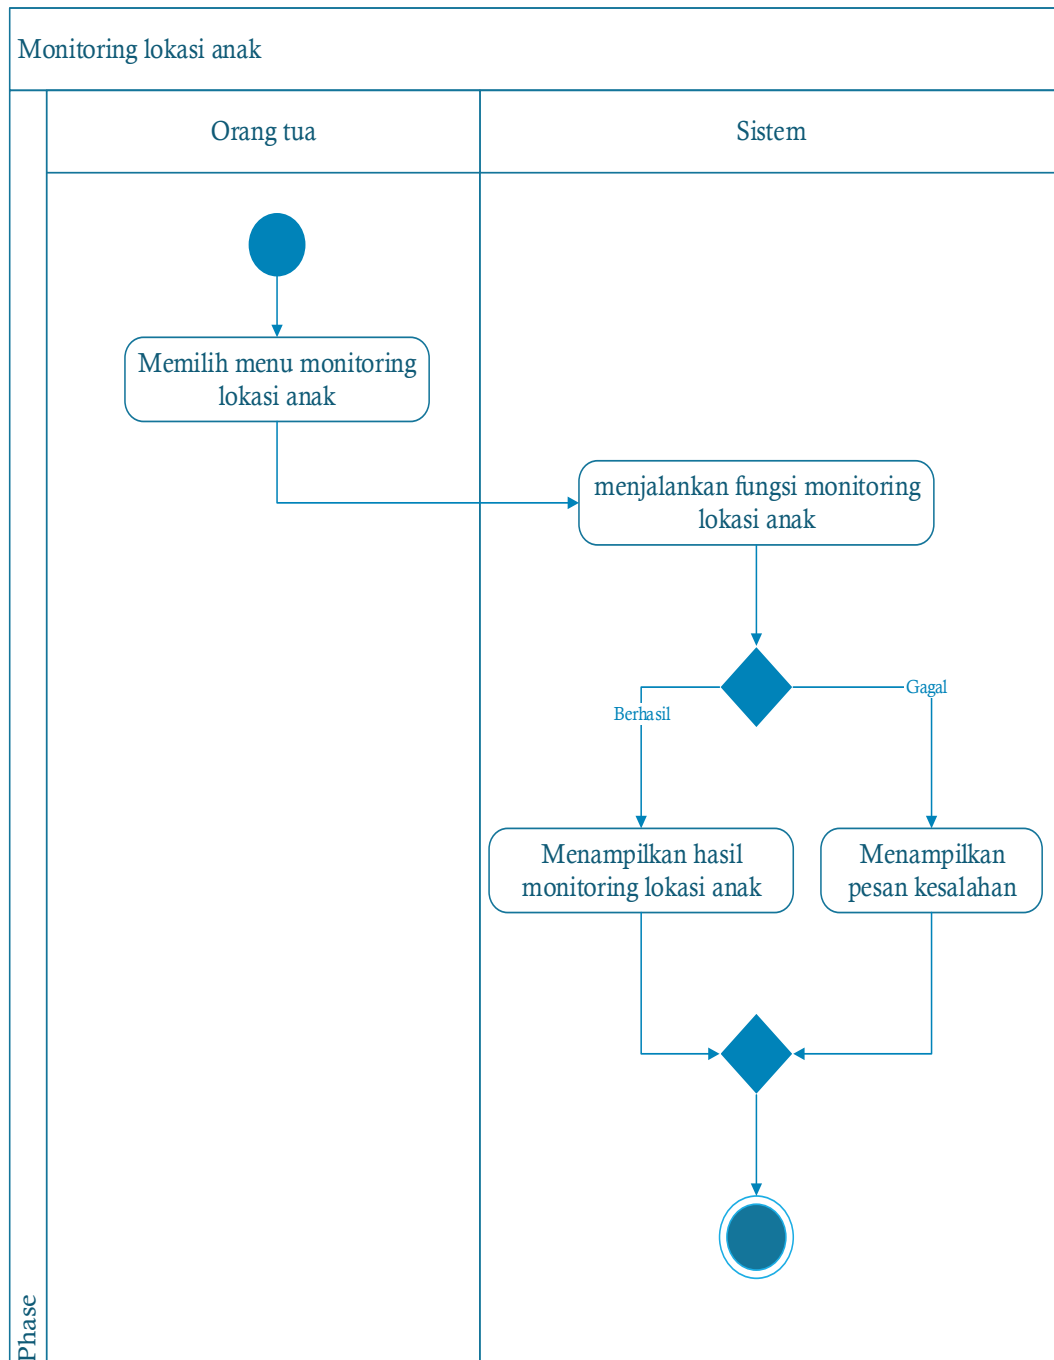 Monitoring lokasi anak
Orang tua
Sistem
Memilih menu monitoring
lokasi anak
menjalankan fungsi monitoring
lokasi anak
Berhasil
Gagal
Menampilkan hasil
monitoring lokasi anak
Menampilkan
pesan kesalahan
Phase